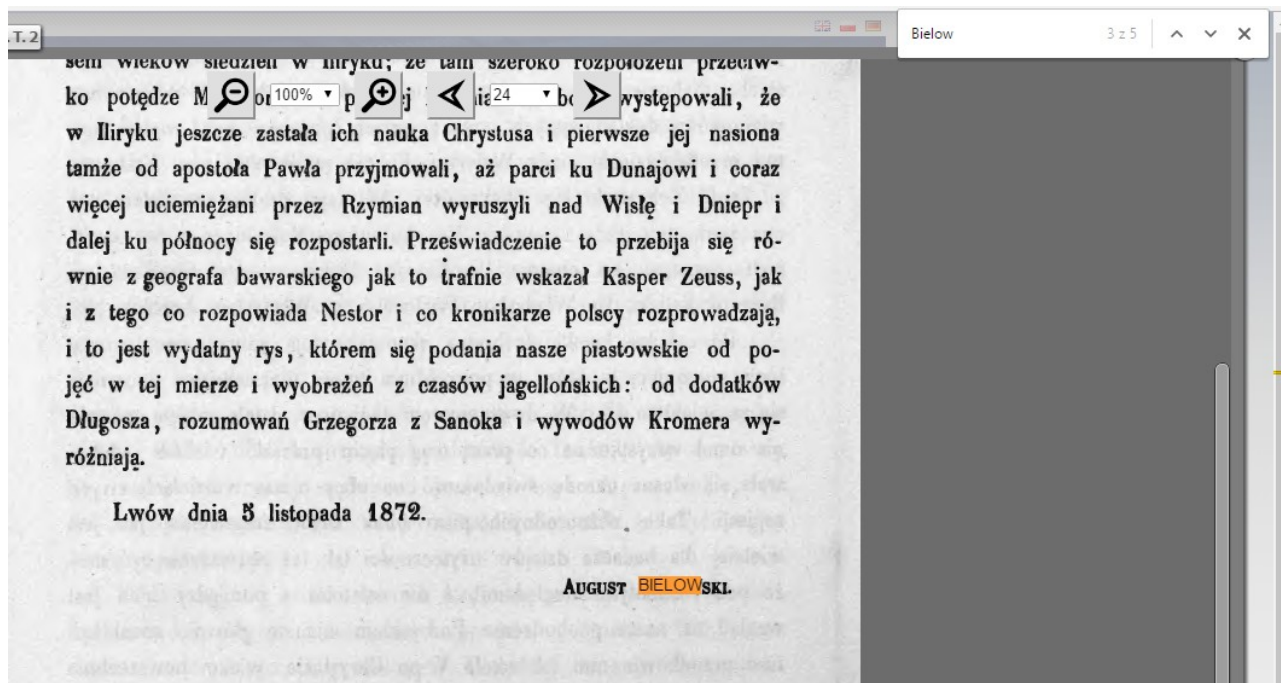 . T. 2
Bielow 3 z 5
sem wieków siedzieli w Iliryku; że tam szeroko rozpołożeni przeciw-
ko potędze M p występowali, że
100% 24
w Iliryku jeszcze zastała ich nauka Chrystusa i pierwsze jej nasiona
tamże od apostoła Pawła przyjmowali, aż parci ku Dunajowi i coraz
więcej uciemiężani przez Rzymian wyruszyli nad Wisłę i Dniepr i
dalej ku północy się rozpostarli. Przeświadczenie to przebija się ró-
wnie z geografa bawarskiego jak to trafnie wskazał Kasper Zeuss, jak
i z tego co rozpowiada Nestor i co kronikarze polscy rozprowadzają,
i to jest wydatny rys, którem się podania nasze piastowskie od po-
jęć w tej mierze i wyobrażeń z czasów jagellońskich: od dodatków
Długosza, rozumowań Grzegorza z Sanoka i wywodów Kromera wy-
różniają.
Lwów dnia 5 listopada 1872.
AUGUST BIELOWSKI.